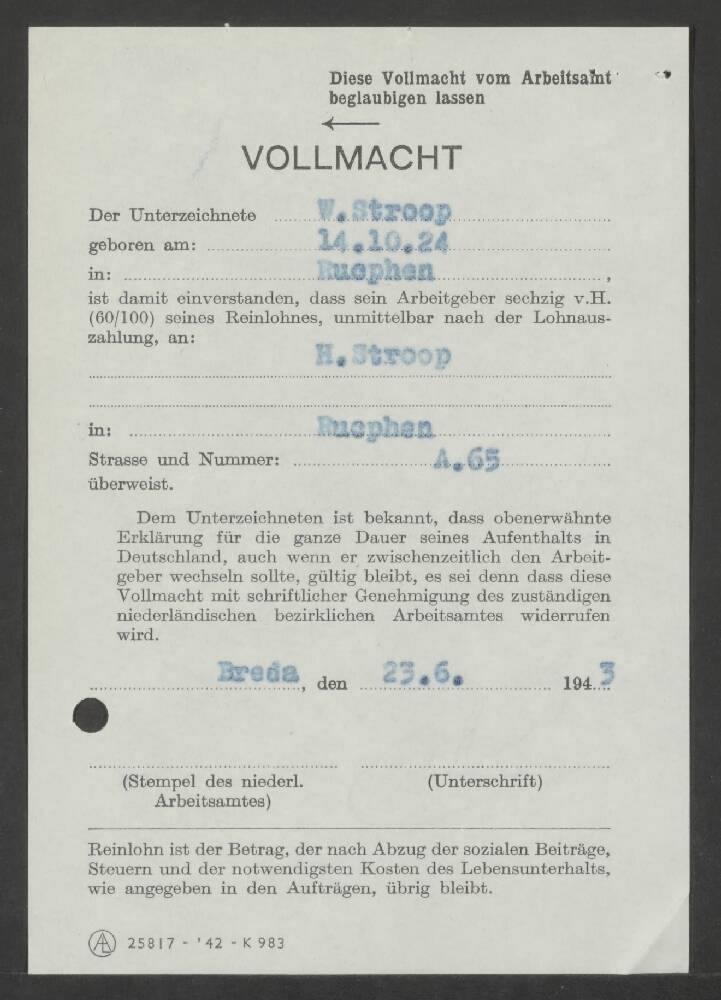 Diese Vollmacht vom Arbeitsamt
beglaubigen lassen
VOLLMACHT
Der Unterzeichnete W. Stroop
geboren am: 14.10.24
in: Rucphen,
ist damit einverstanden, dass sein Arbeitgeber sechzig v.H.
(60/100) seines Reinlohnes, unmittelbar nach der Lohnaus-
zahlung, an:
H. Stroop
in: Rucphen
Strasse und Nummer: A.65
überweist.
Dem Unterzeichneten ist bekannt, dass obenerwähnte
Erklärung für die ganze Dauer seines Aufenthalts in
Deutschland, auch wenn er zwischenzeitlich den Arbeit-
geber wechseln sollte, gültig bleibt, es sei denn dass diese
Vollmacht mit schriftlicher Genehmigung des zuständigen
niederländischen bezirklichen Arbeitsamtes widerrufen
wird.
Breda, den 23.6. 1943
(Stempel des niederl. (Unterschrift)
Arbeitsamtes)
Reinlohn ist der Betrag, der nach Abzug der sozialen Beiträge,
Steuern und der notwendigsten Kosten des Lebensunterhalts,
wie angegeben in den Aufträgen, übrig bleibt.
AL 25817 - '42 - K 983